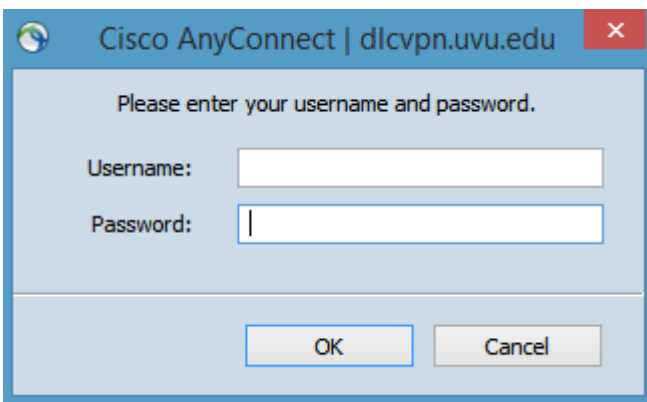 Cisco AnyConnect | dlcvpn.uvu.edu
Please enter your username and password.
Username:
Password:
OK Cancel